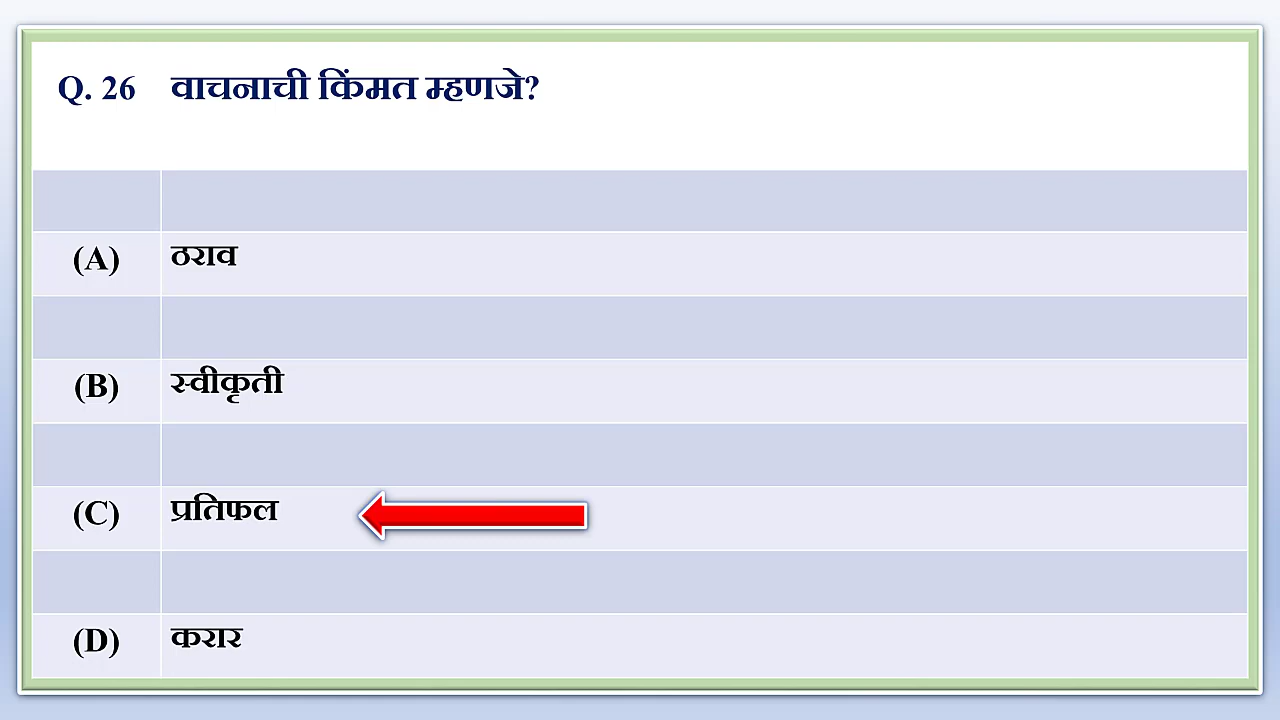 Q. 26 वाचनाची किंमत म्हणजे?
(A) ठराव
(B) स्वीकृती
(C) प्रतिफल
(D) करार